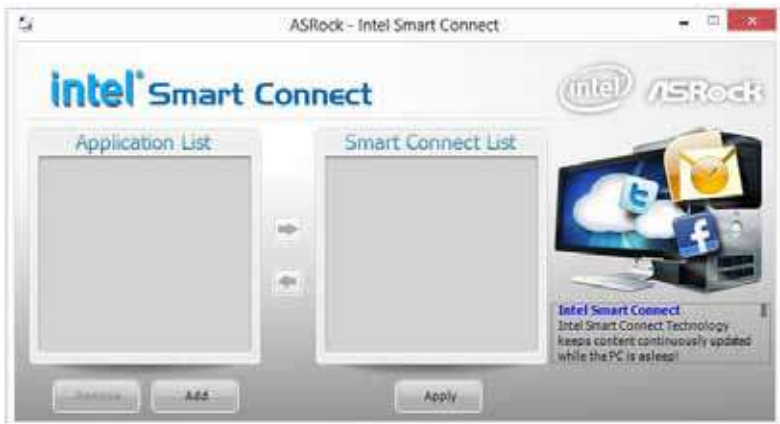 ASRock - Intel Smart Connect
intel Smart Connect
intel ASRock
Application List
Smart Connect List
Intel Smart Connect
Intel Smart Connect Technology
keeps content continuously updated
while the PC is asleep!
Remove
Add
Apply